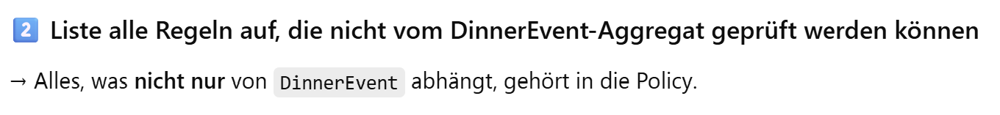 2 Liste alle Regeln auf, die nicht vom DinnerEvent-Aggregat geprüft werden können
→ Alles, was nicht nur von DinnerEvent abhängt, gehört in die Policy.